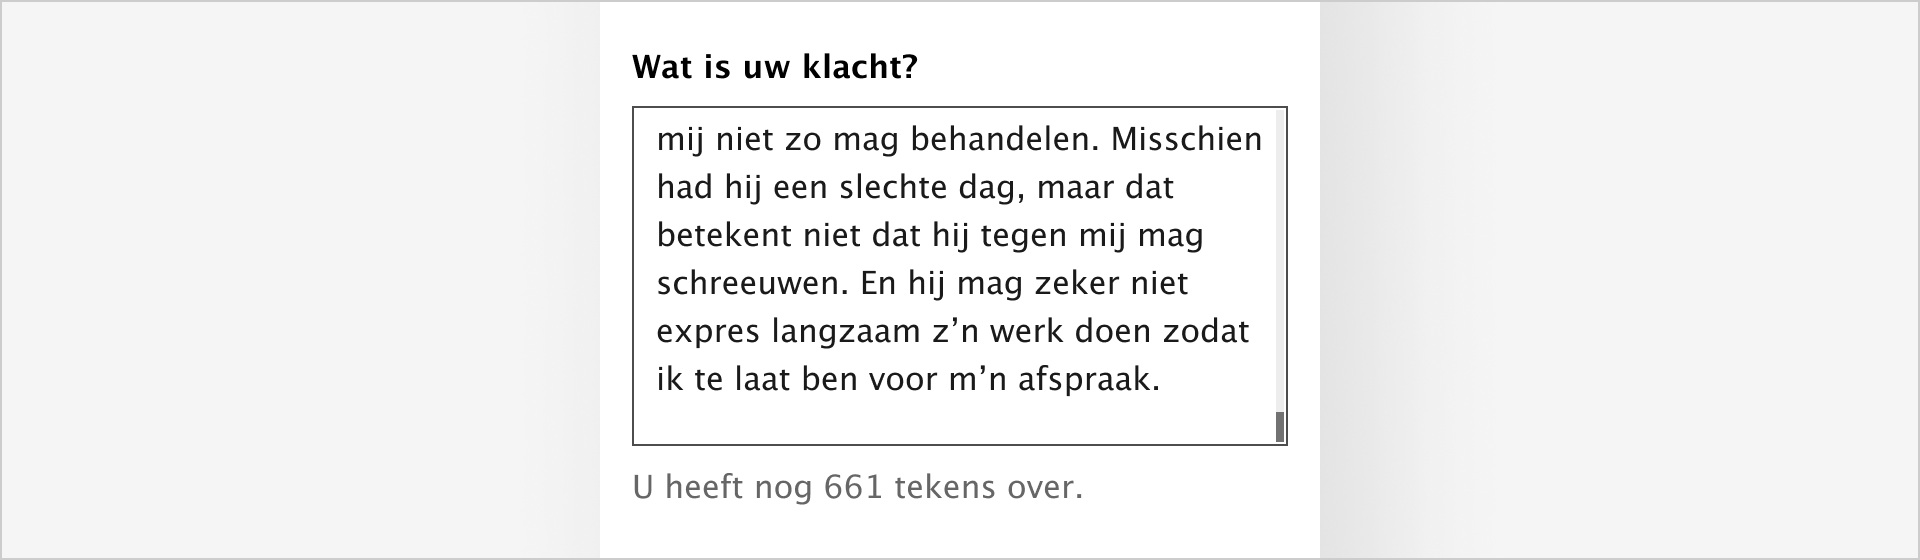 Wat is uw klacht?
mij niet zo mag behandelen. Misschien
had hij een slechte dag, maar dat
betekent niet dat hij tegen mij mag
schreeuwen. En hij mag zeker niet
expres langzaam z’n werk doen zodat
ik te laat ben voor m’n afspraak.
U heeft nog 661 tekens over.